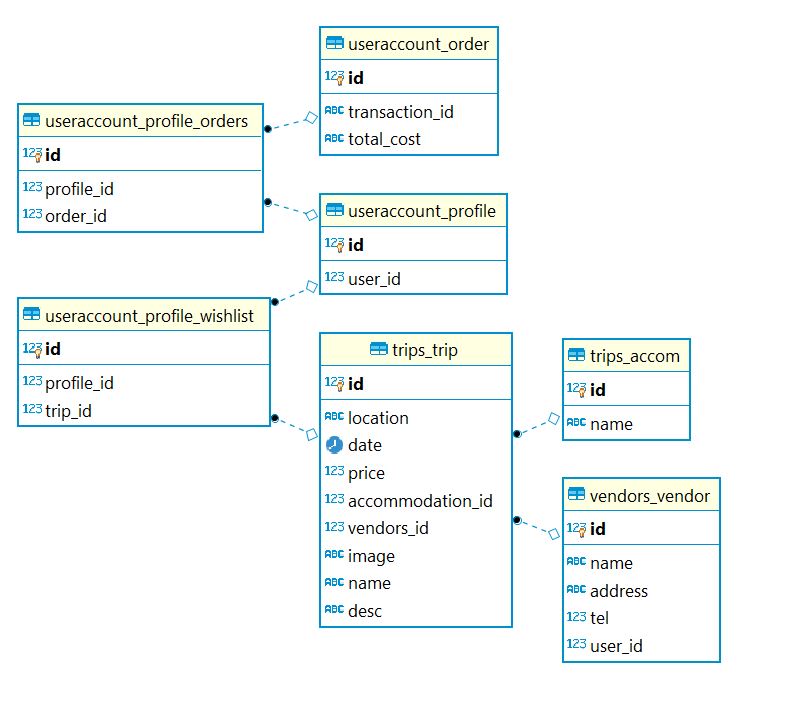 useraccount_order
123 id
ABC transaction_id
ABC total_cost
useraccount_profile_orders
123 id
123 profile_id
123 order_id
useraccount_profile
123 id
123 user_id
useraccount_profile_wishlist
123 id
123 profile_id
123 trip_id
trips_trip
123 id
ABC location
date
123 price
123 accommodation_id
123 vendors_id
ABC image
ABC name
ABC desc
trips_accom
123 id
ABC name
vendors_vendor
123 id
ABC name
ABC address
123 tel
123 user_id